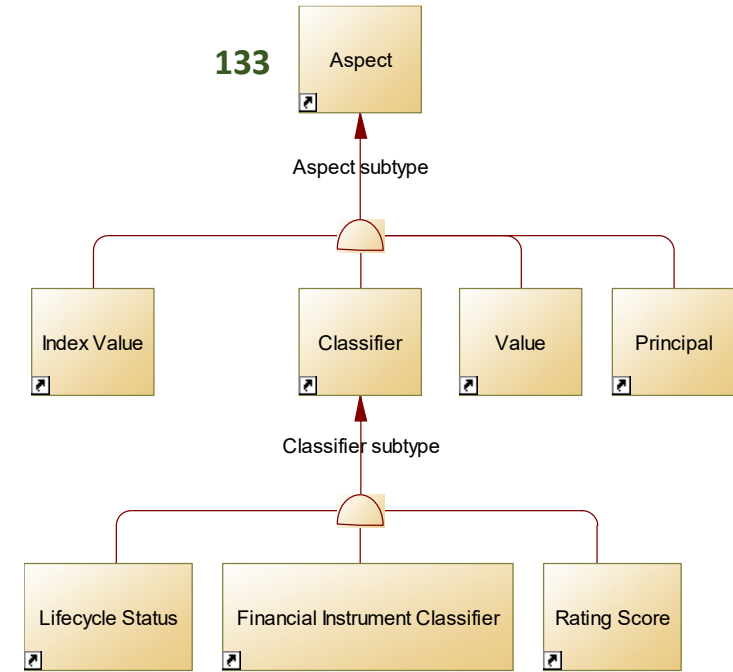 133
Aspect
Aspect subtype
Index Value
Classifier
Value
Principal
Classifier subtype
Lifecycle Status
Financial Instrument Classifier
Rating Score